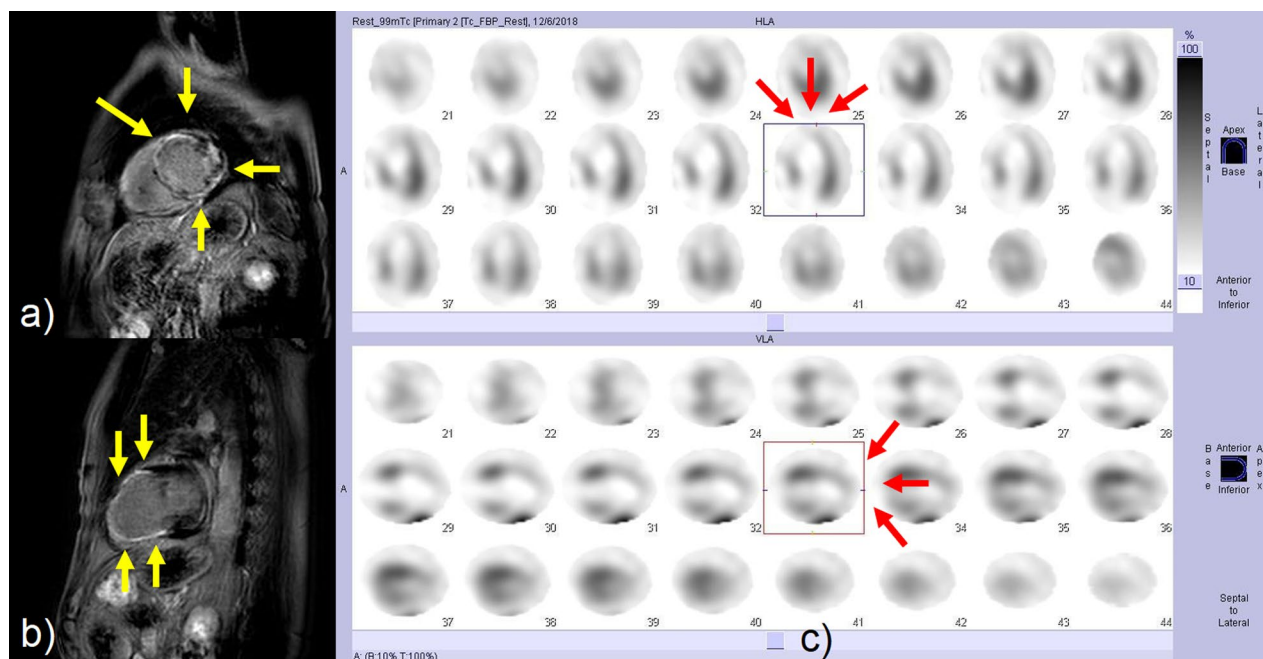 Rest_99mTc [Primary 2 [Tc_FBP_Rest], 12/6/2018
HLA
%
100
21 22 23 24 25 26 27 28
Septal
Apex
Base
Lateral
A
29 30 31 32 34 35 36
10
37 38 39 40 41 42 43 44
Anterior
to
Inferior
a)
VLA
21 22 23 24 25 26 27 28
Base
Anterior
Inferior
Apex
A
29 30 31 32 34 35 36
37 38 39 40 41 42 43 44
Septal
to
Lateral
b)
c)
A: (B:10% T:100%)